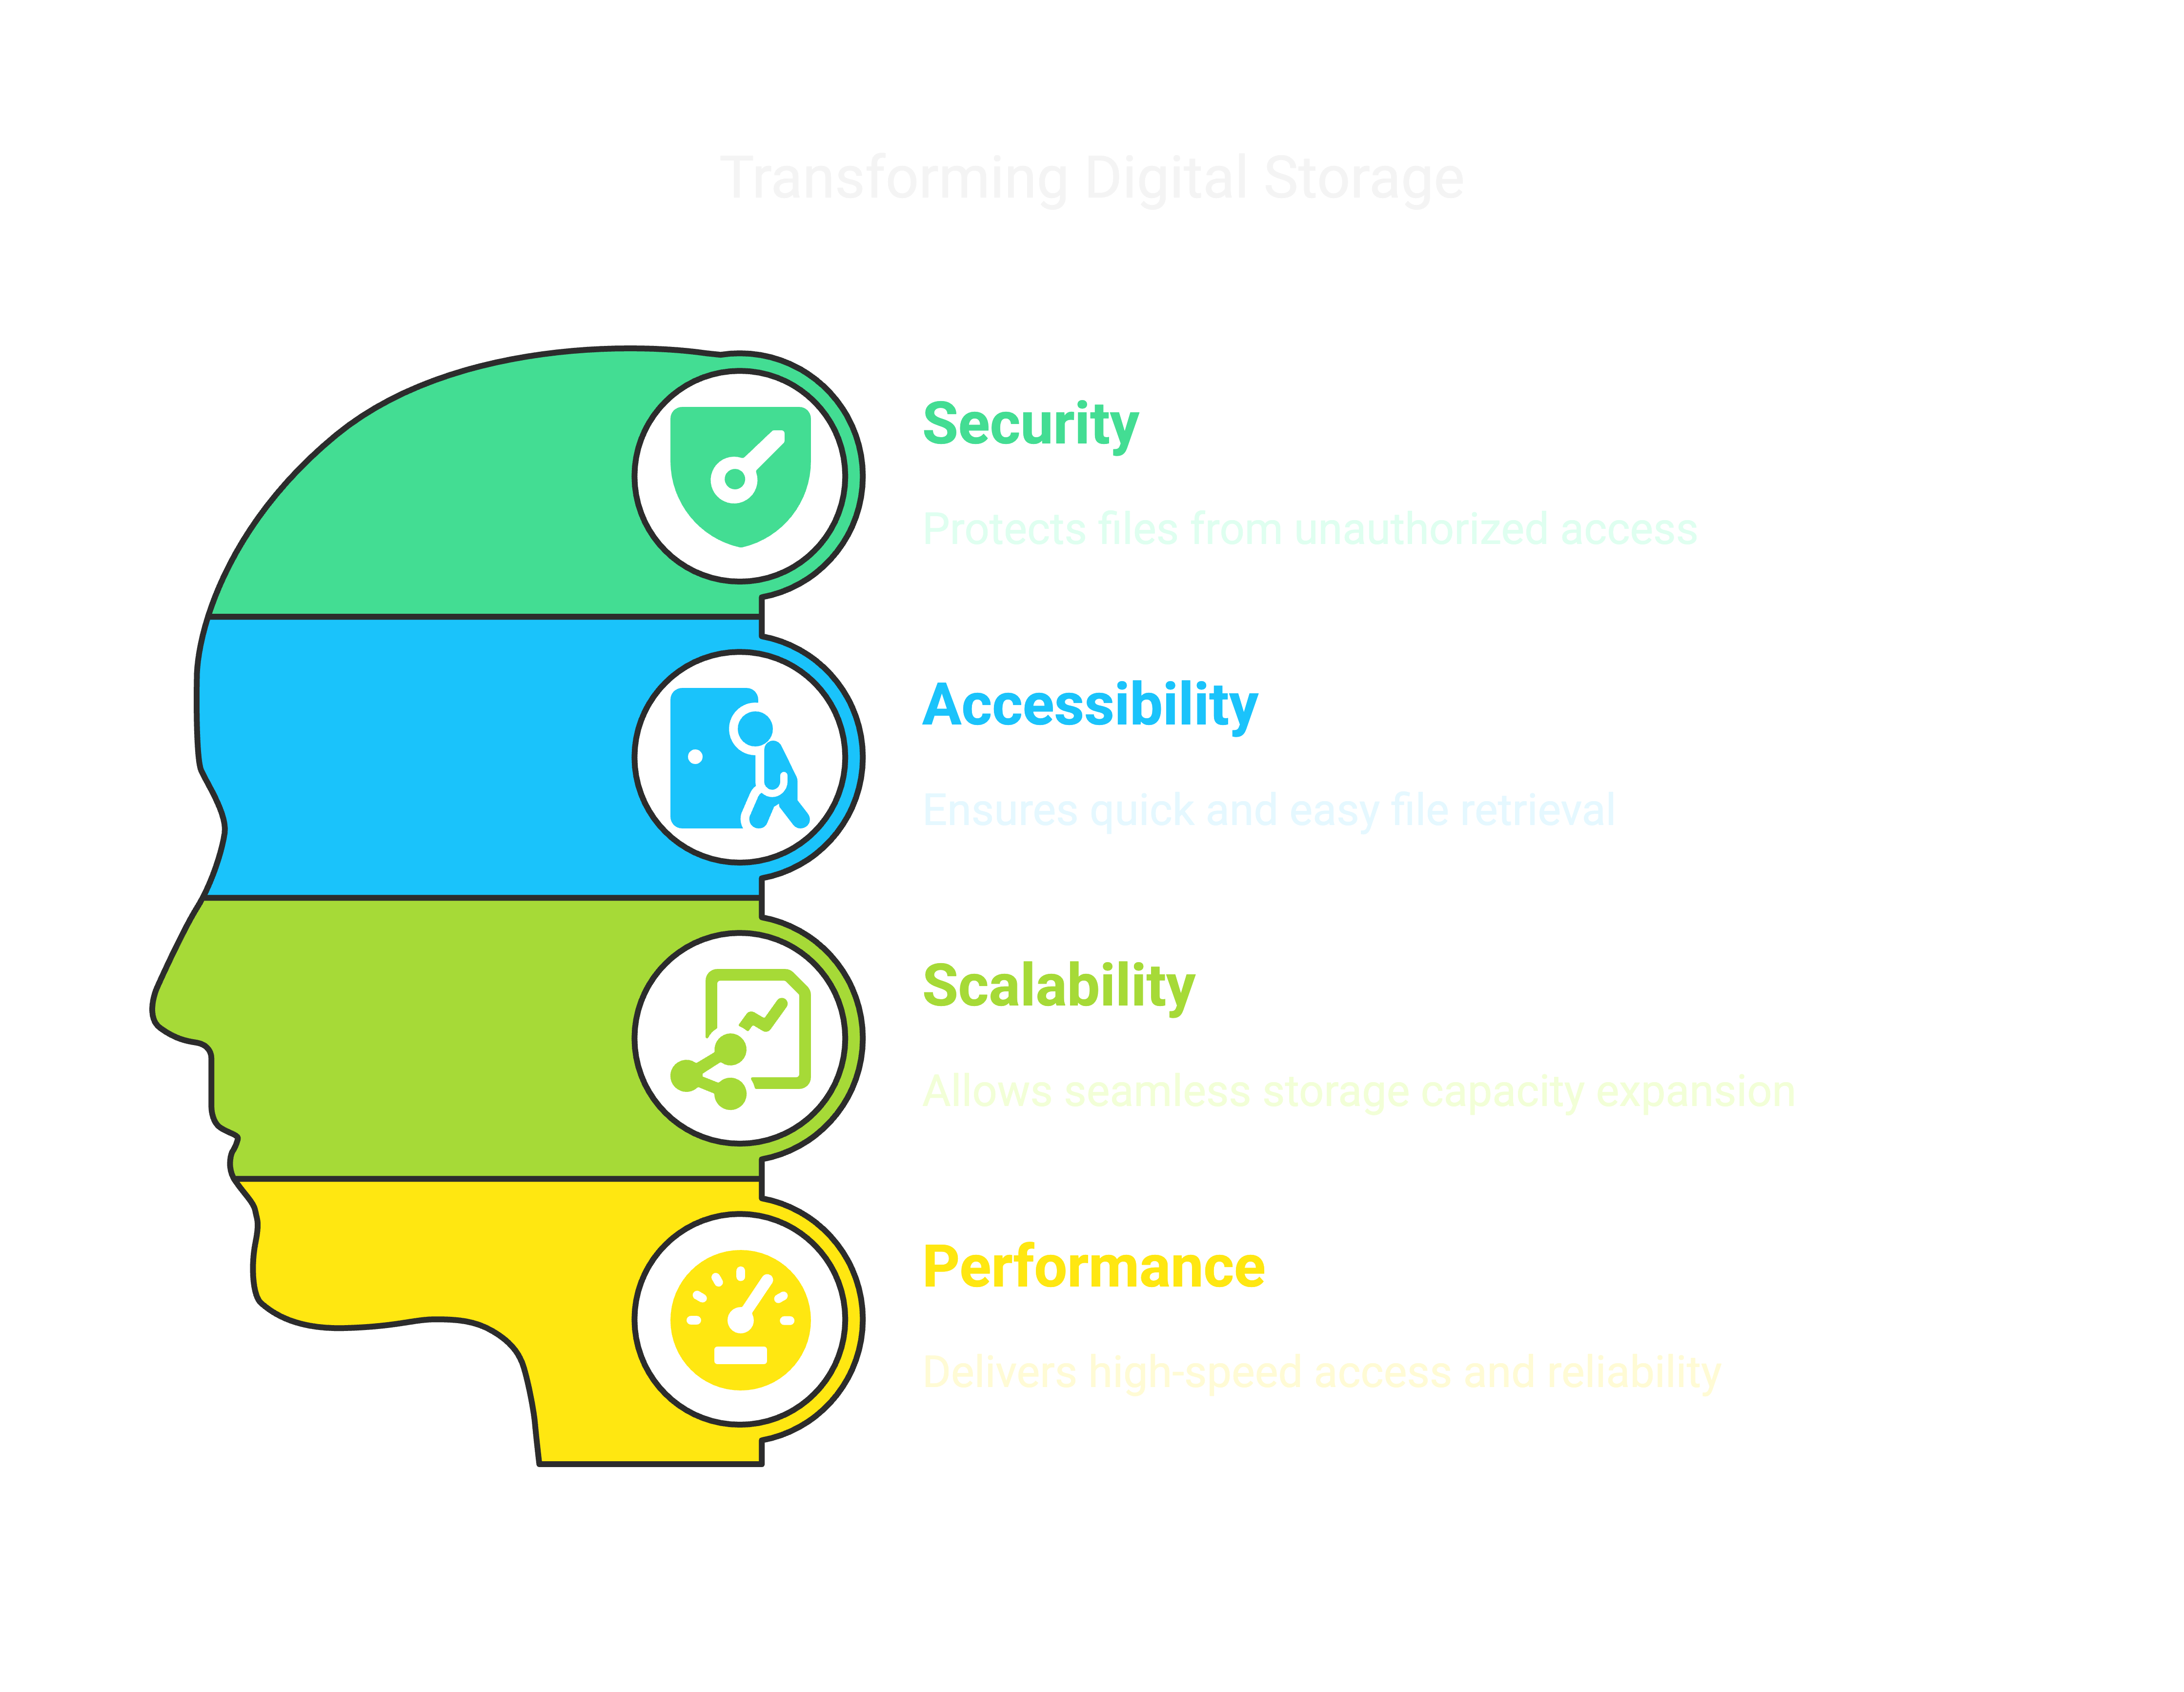 Transforming Digital Storage
Security
Protects files from unauthorized access
Accessibility
Ensures quick and easy file retrieval
Scalability
Allows seamless storage capacity expansion
Performance
Delivers high-speed access and reliability